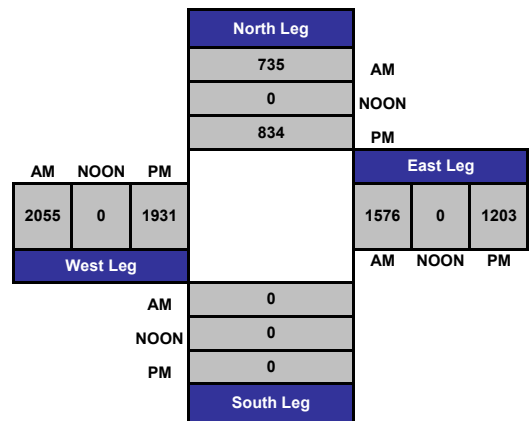 North Leg
735 AM
0 NOON
834 PM
AM NOON PM
East Leg
2055 0 1931
1576 0 1203
West Leg
AM NOON PM
AM 0
NOON 0
PM 0
South Leg